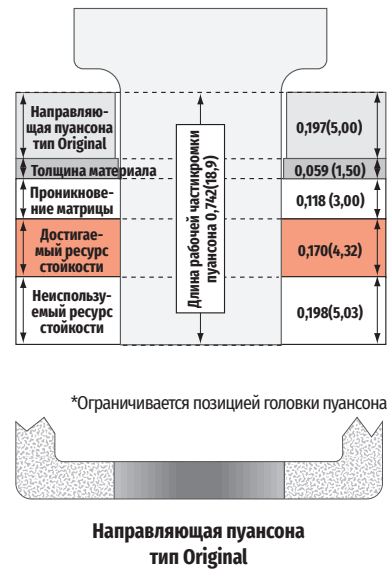 Направляю-
щая пуансона
тип Original
0,197(5,00)
Толщина материала
0,059 (1,50)
Проникнове-
ние матрицы
0,118 (3,00)
Длина рабочей частикромки
пуансона 0,742(18,9)
Достигае-
мый ресурс
стойкости
0,170(4,32)
Неиспользу-
емый ресурс
стойкости
0,198(5,03)
*Ограничивается позицией головки пуансона
Направляющая пуансона
тип Original